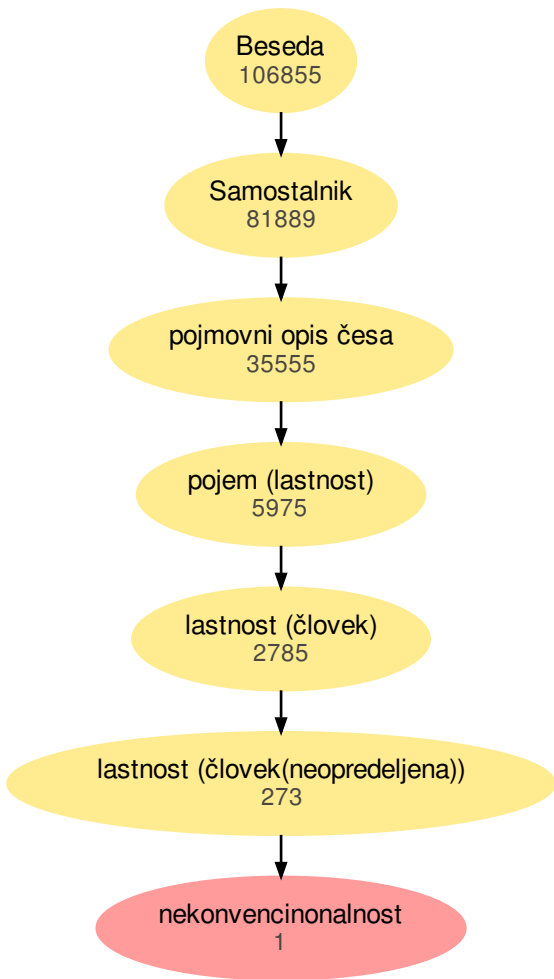 Beseda
106855
Samostalnik
81889
pojmovni opis česa
35555
pojem (lastnost)
5975
lastnost (človek)
2785
lastnost (človek(neopredeljena))
273
nekonvencinonalnost
1